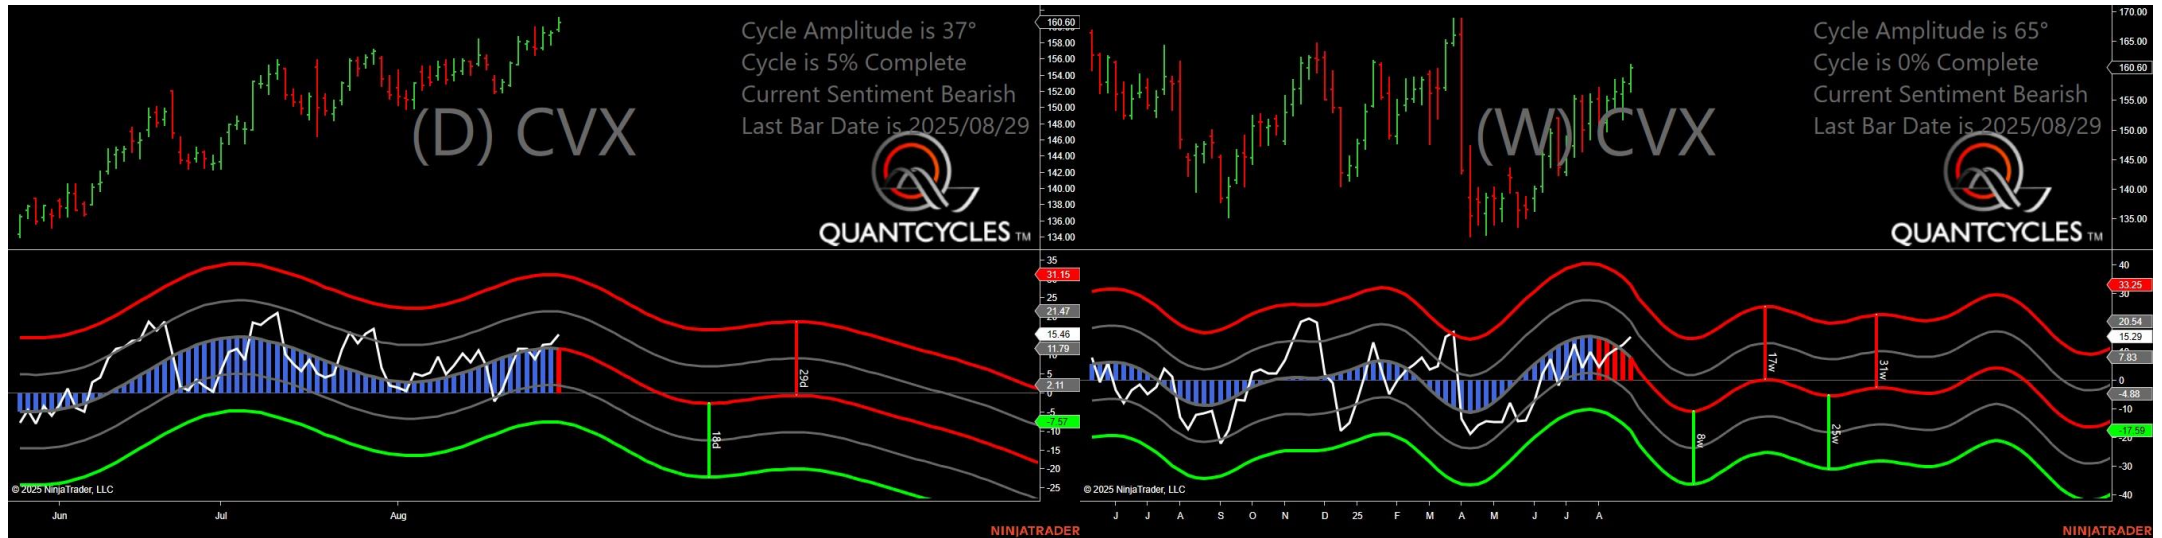 Cycle Amplitude is 37°
Cycle is 5% Complete
Current Sentiment Bearish
Last Bar Date is 2025/08/29
(D) CVX
QUANTCYCLES TM
160.60
158.00
156.00
154.00
152.00
150.00
148.00
146.00
144.00
142.00
140.00
138.00
136.00
134.00
35
31.15
25
21.47
15.46
11.79
2.11
0
-5
-7.57
-10
-15
-20
-25
29d
18d
© 2025 NinjaTrader, LLC
Jun Jul Aug
NINJATRADER
Cycle Amplitude is 65°
Cycle is 0% Complete
Current Sentiment Bearish
Last Bar Date is 2025/08/29
(W) CVX
QUANTCYCLES TM
170.00
165.00
160.60
155.00
150.00
145.00
140.00
135.00
40
33.25
30
20.54
15.29
7.83
0
-4.88
-10
-17.59
-30
-40
17w
31w
8w
25w
© 2025 NinjaTrader, LLC
J J A S O N D 25 F M A M J J A
NINJATRADER